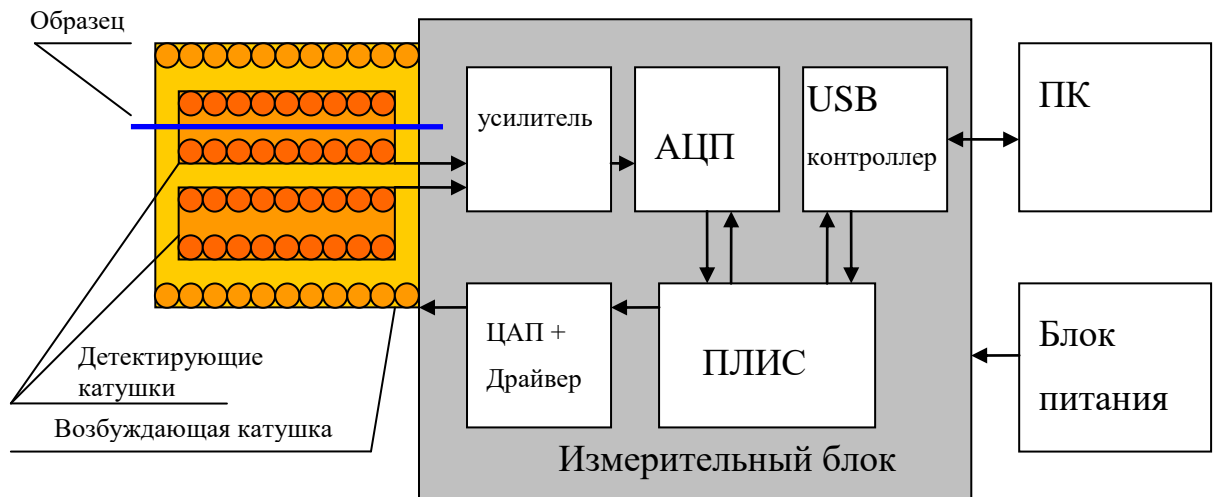 Образец
усилитель
АЦП
USB
контроллер
ПК
ЦАП +
Драйвер
ПЛИС
Блок
питания
Детектирующие
катушки
Возбуждающая катушка
Измерительный блок